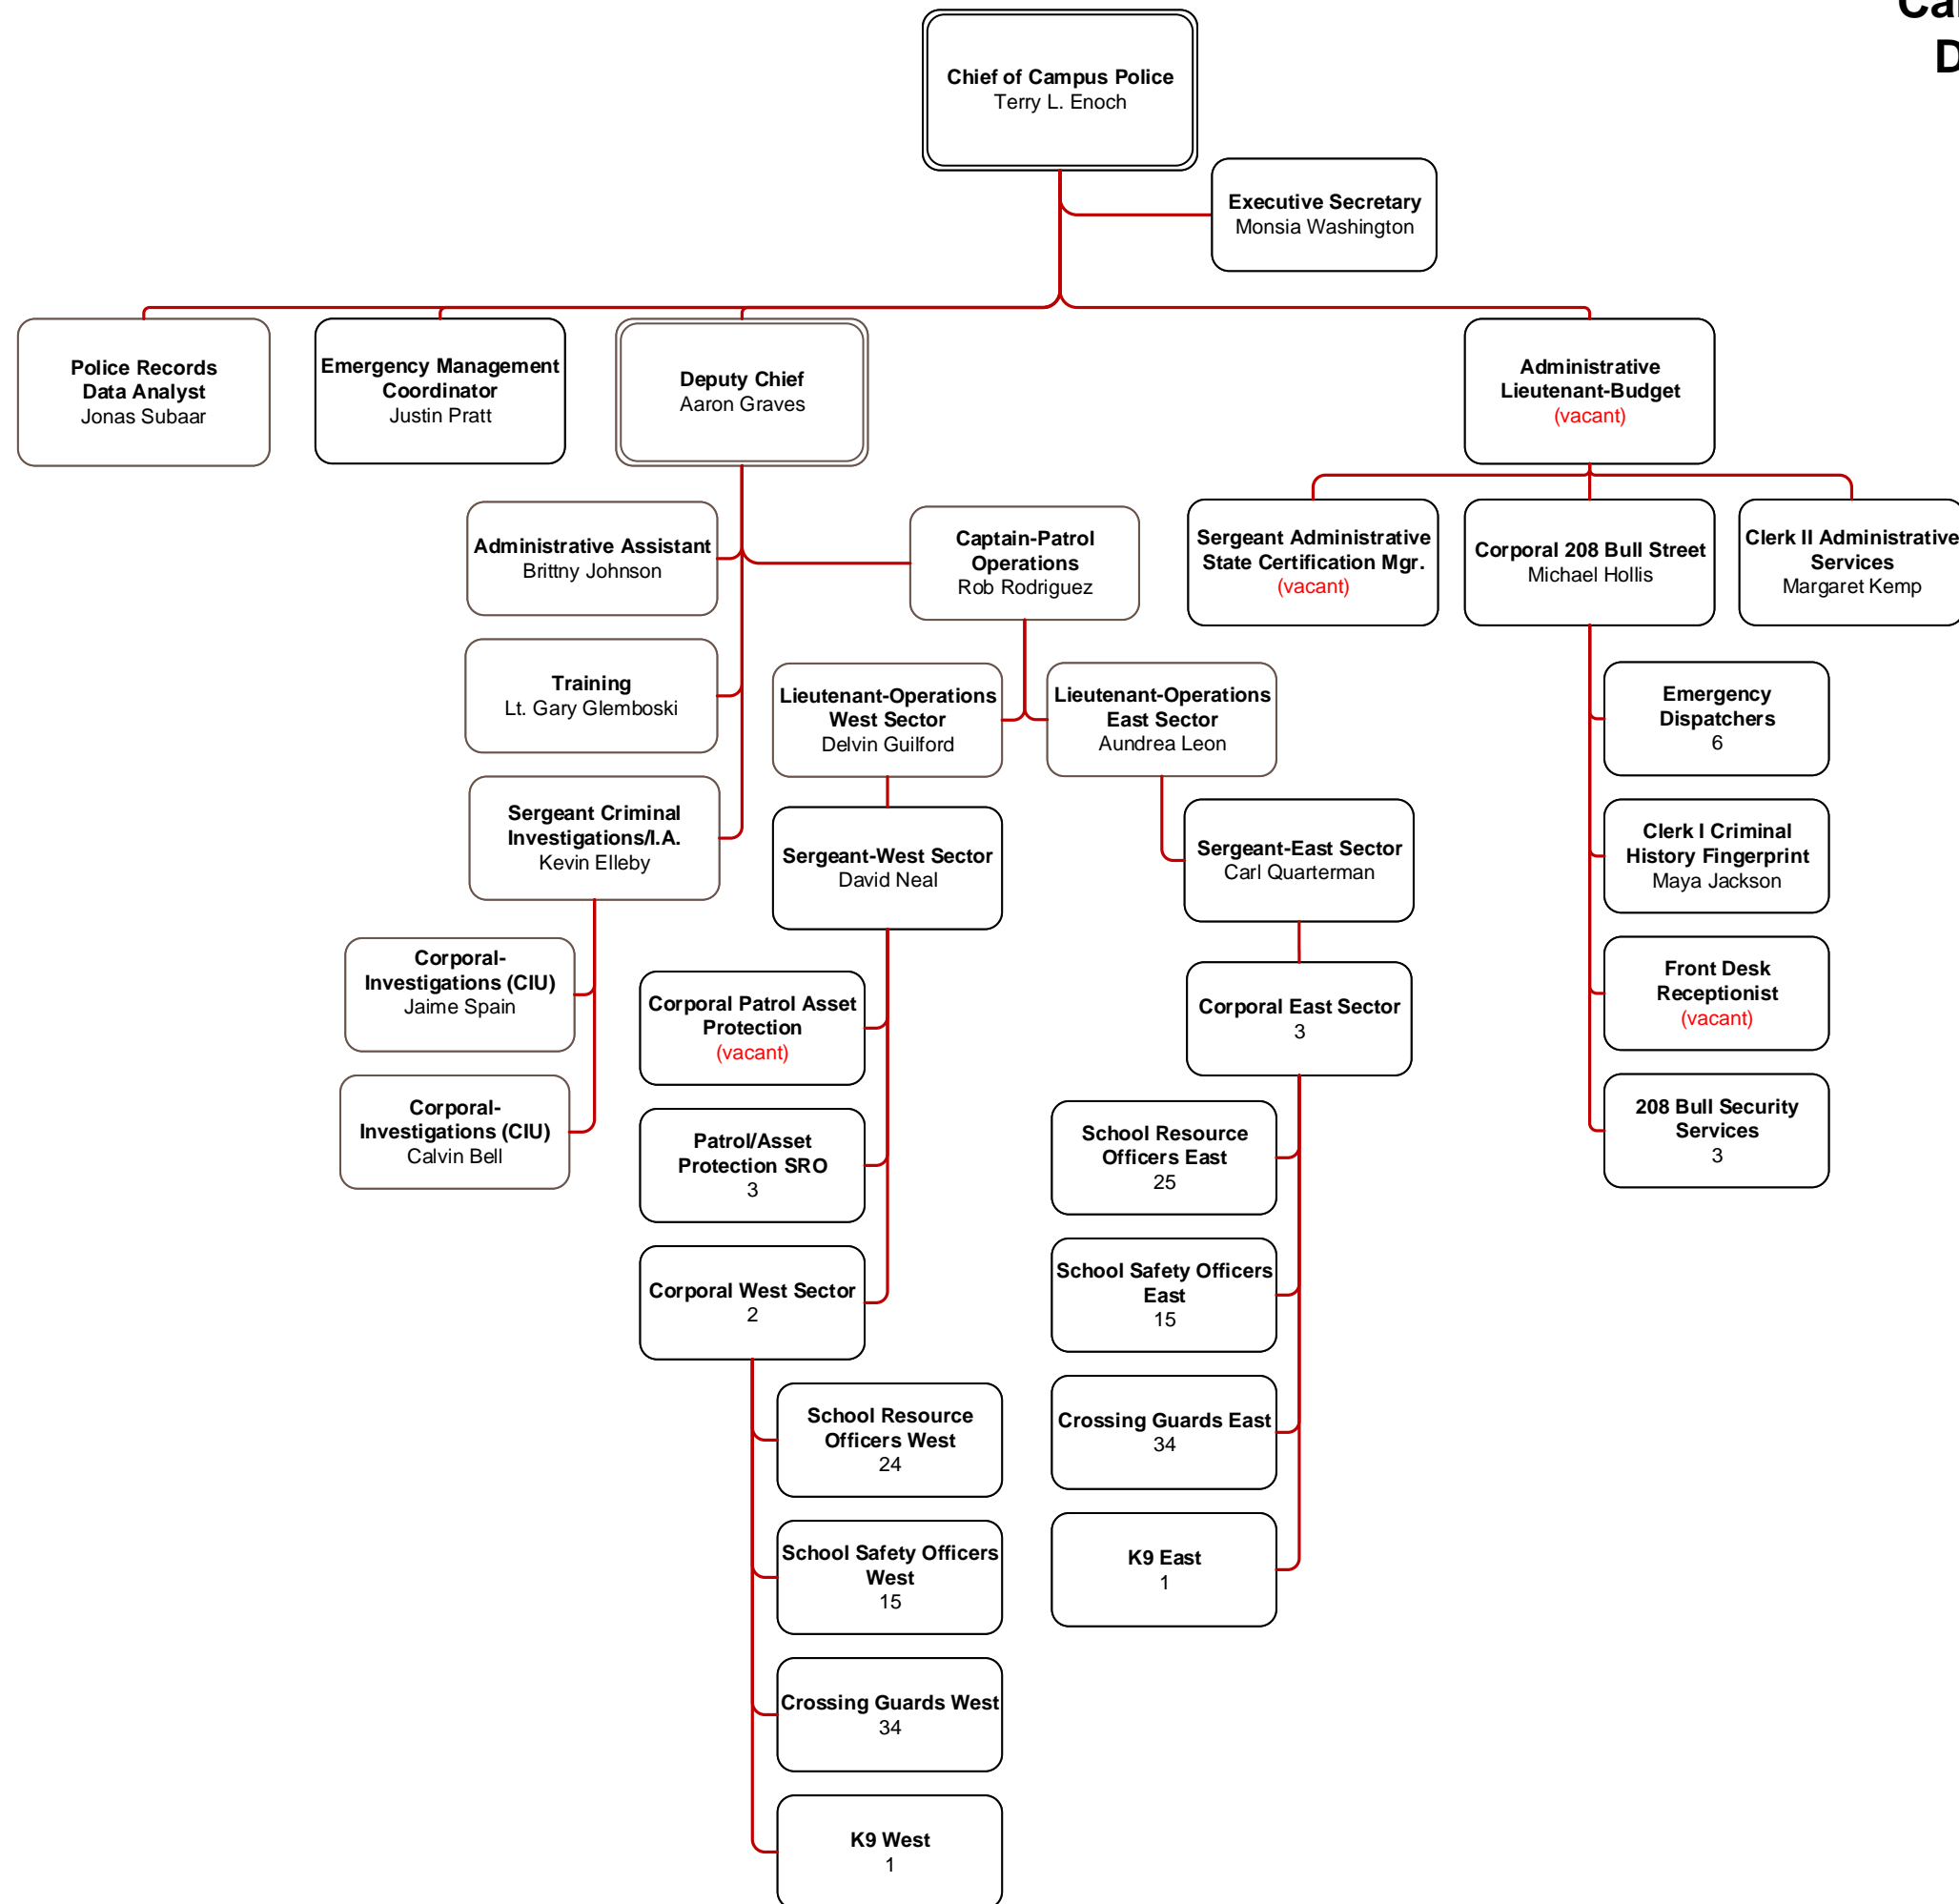 Chief of Campus Police
Terry L. Enoch
Executive Secretary
Monsia Washington
Police Records
Data Analyst
Jonas Subaar
Emergency Management
Coordinator
Justin Pratt
Deputy Chief
Aaron Graves
Administrative
Lieutenant-Budget
(vacant)
Administrative Assistant
Brittny Johnson
Captain-Patrol
Operations
Rob Rodriguez
Sergeant Administrative
State Certification Mgr.
(vacant)
Corporal 208 Bull Street
Michael Hollis
Clerk II Administrative
Services
Margaret Kemp
Training
Lt. Gary Glemboski
Lieutenant-Operations
West Sector
Delvin Guilford
Lieutenant-Operations
East Sector
Aundrea Leon
Emergency
Dispatchers
6
Sergeant Criminal
Investigations/I.A.
Kevin Elleby
Sergeant-West Sector
David Neal
Sergeant-East Sector
Carl Quarterman
Clerk I Criminal
History Fingerprint
Maya Jackson
Corporal-
Investigations (CIU)
Jaime Spain
Corporal Patrol Asset
Protection
(vacant)
Corporal East Sector
3
Front Desk
Receptionist
(vacant)
Corporal-
Investigations (CIU)
Calvin Bell
Patrol/Asset
Protection SRO
3
School Resource
Officers East
25
208 Bull Security
Services
3
Corporal West Sector
2
School Safety Officers
East
15
School Resource
Officers West
24
Crossing Guards East
34
School Safety Officers
West
15
K9 East
1
Crossing Guards West
34
K9 West
1